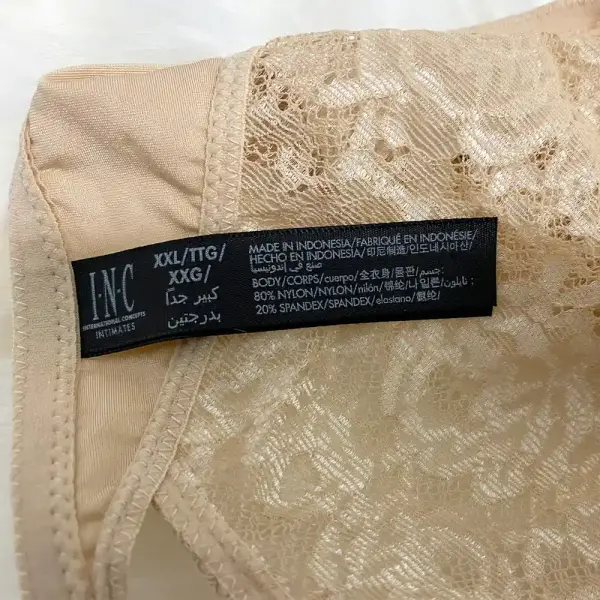 I·N·C
INTERNATIONAL CONCEPTS
INTIMATES
XXL/TTG/
XXG/
كبير جداً
بدرجتين
MADE IN INDONESIA/FABRIQUÉ EN INDONÉSIE/
HECHO EN INDONESIA/印尼制造/인도네시아산/
صنع في إندونيسيا
BODY/CORPS/cuerpo/全衣身/몸판/جسم:
80% NYLON/NYLON/nilón/锦纶/나일론/نايلون:
20% SPANDEX/SPANDEX/elastano/氨纶/